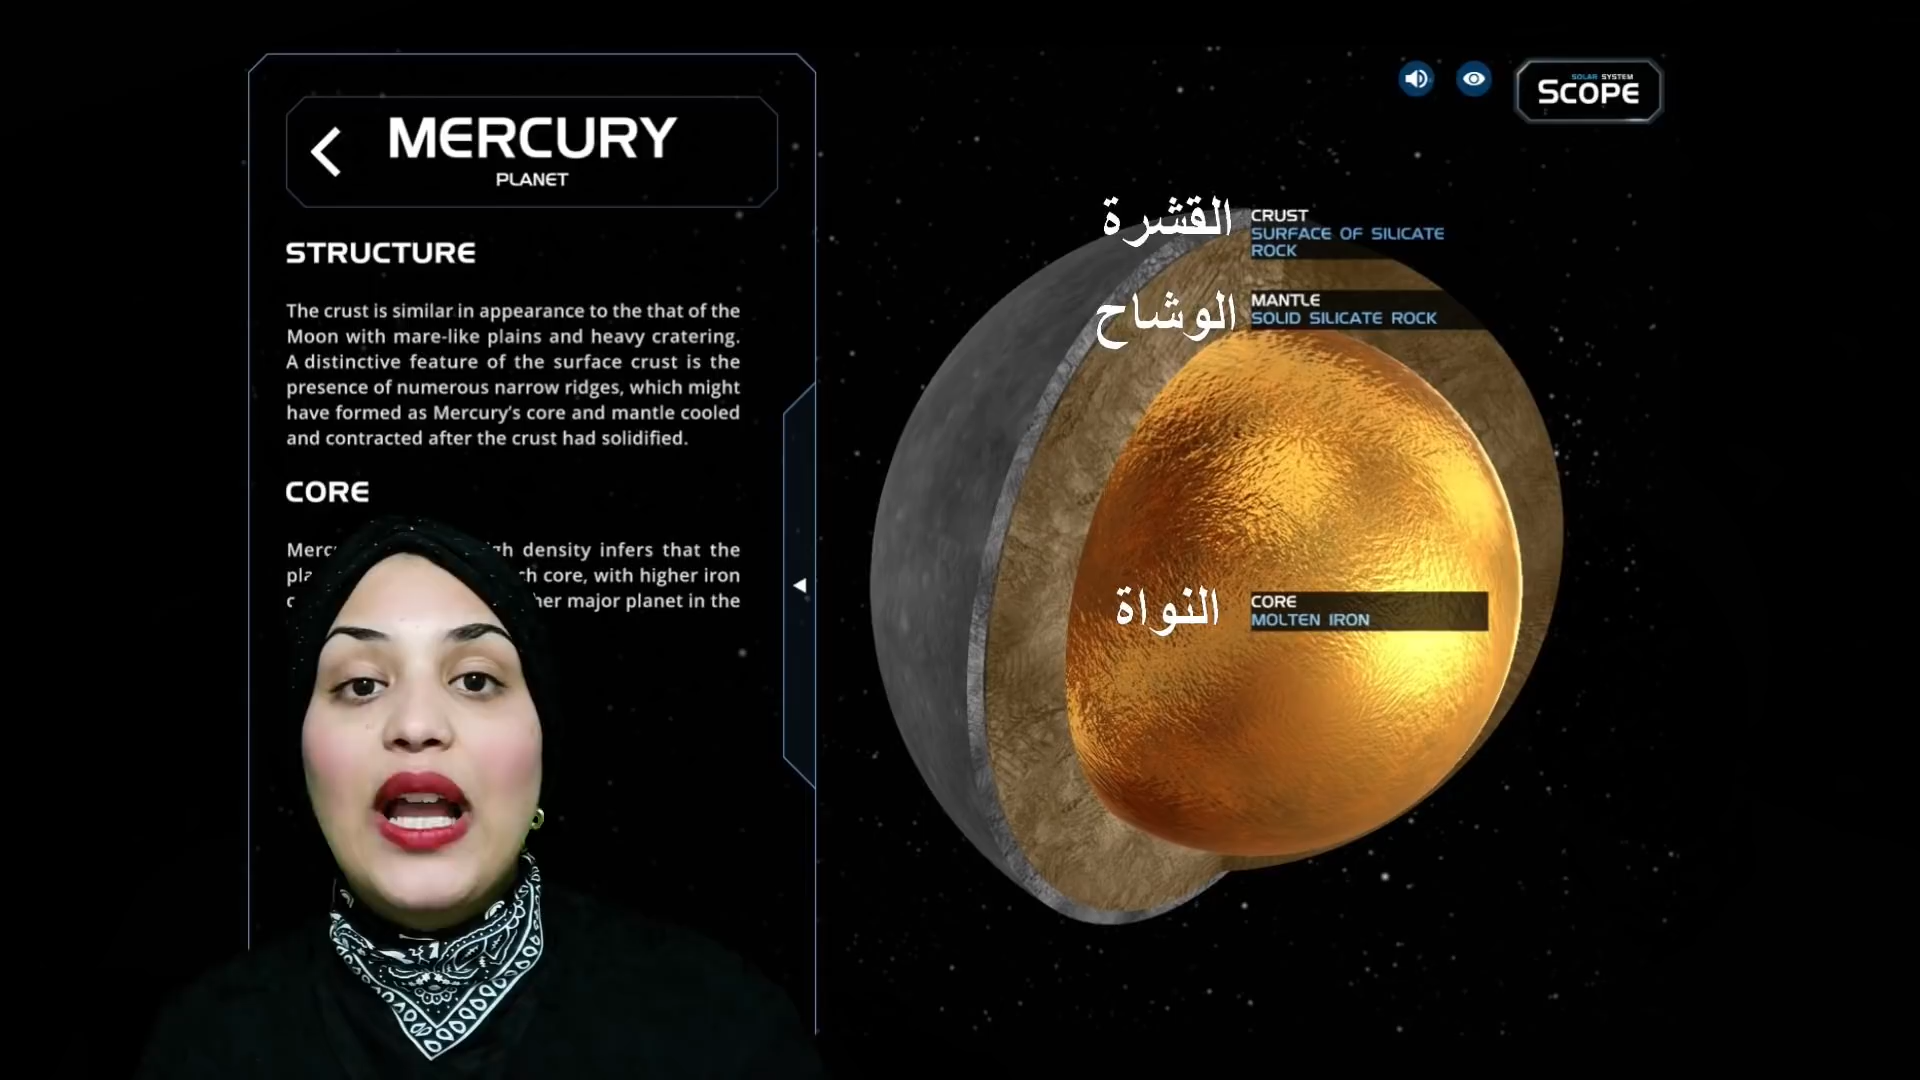 MERCURY
PLANET
STRUCTURE
The crust is similar in appearance to the that of the
Moon with mare-like plains and heavy cratering.
A distinctive feature of the surface crust is the
presence of numerous narrow ridges, which might
have formed as Mercury's core and mantle cooled
and contracted after the crust had solidified.
CORE
density infers that the
core, with higher iron
major planet in the
SOLAR SYSTEM
SCOPE
القشرة
CRUST
SURFACE OF SILICATE
ROCK
الوشاح
MANTLE
SOLID SILICATE ROCK
النواة
CORE
MOLTEN IRON